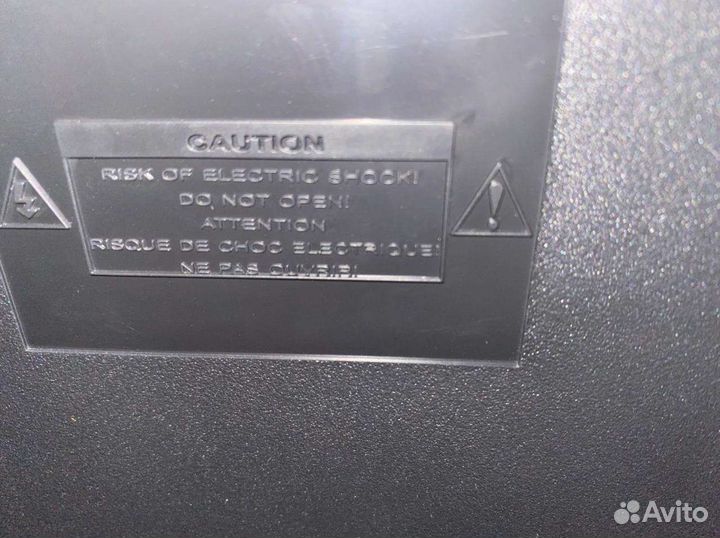 CAUTION
RISK OF ELECTRIC SHOCK!
DO NOT OPEN!
ATTENTION
RISQUE DE CHOC ELECTRIQUE!
NE PAS OUVRIR!
Avito